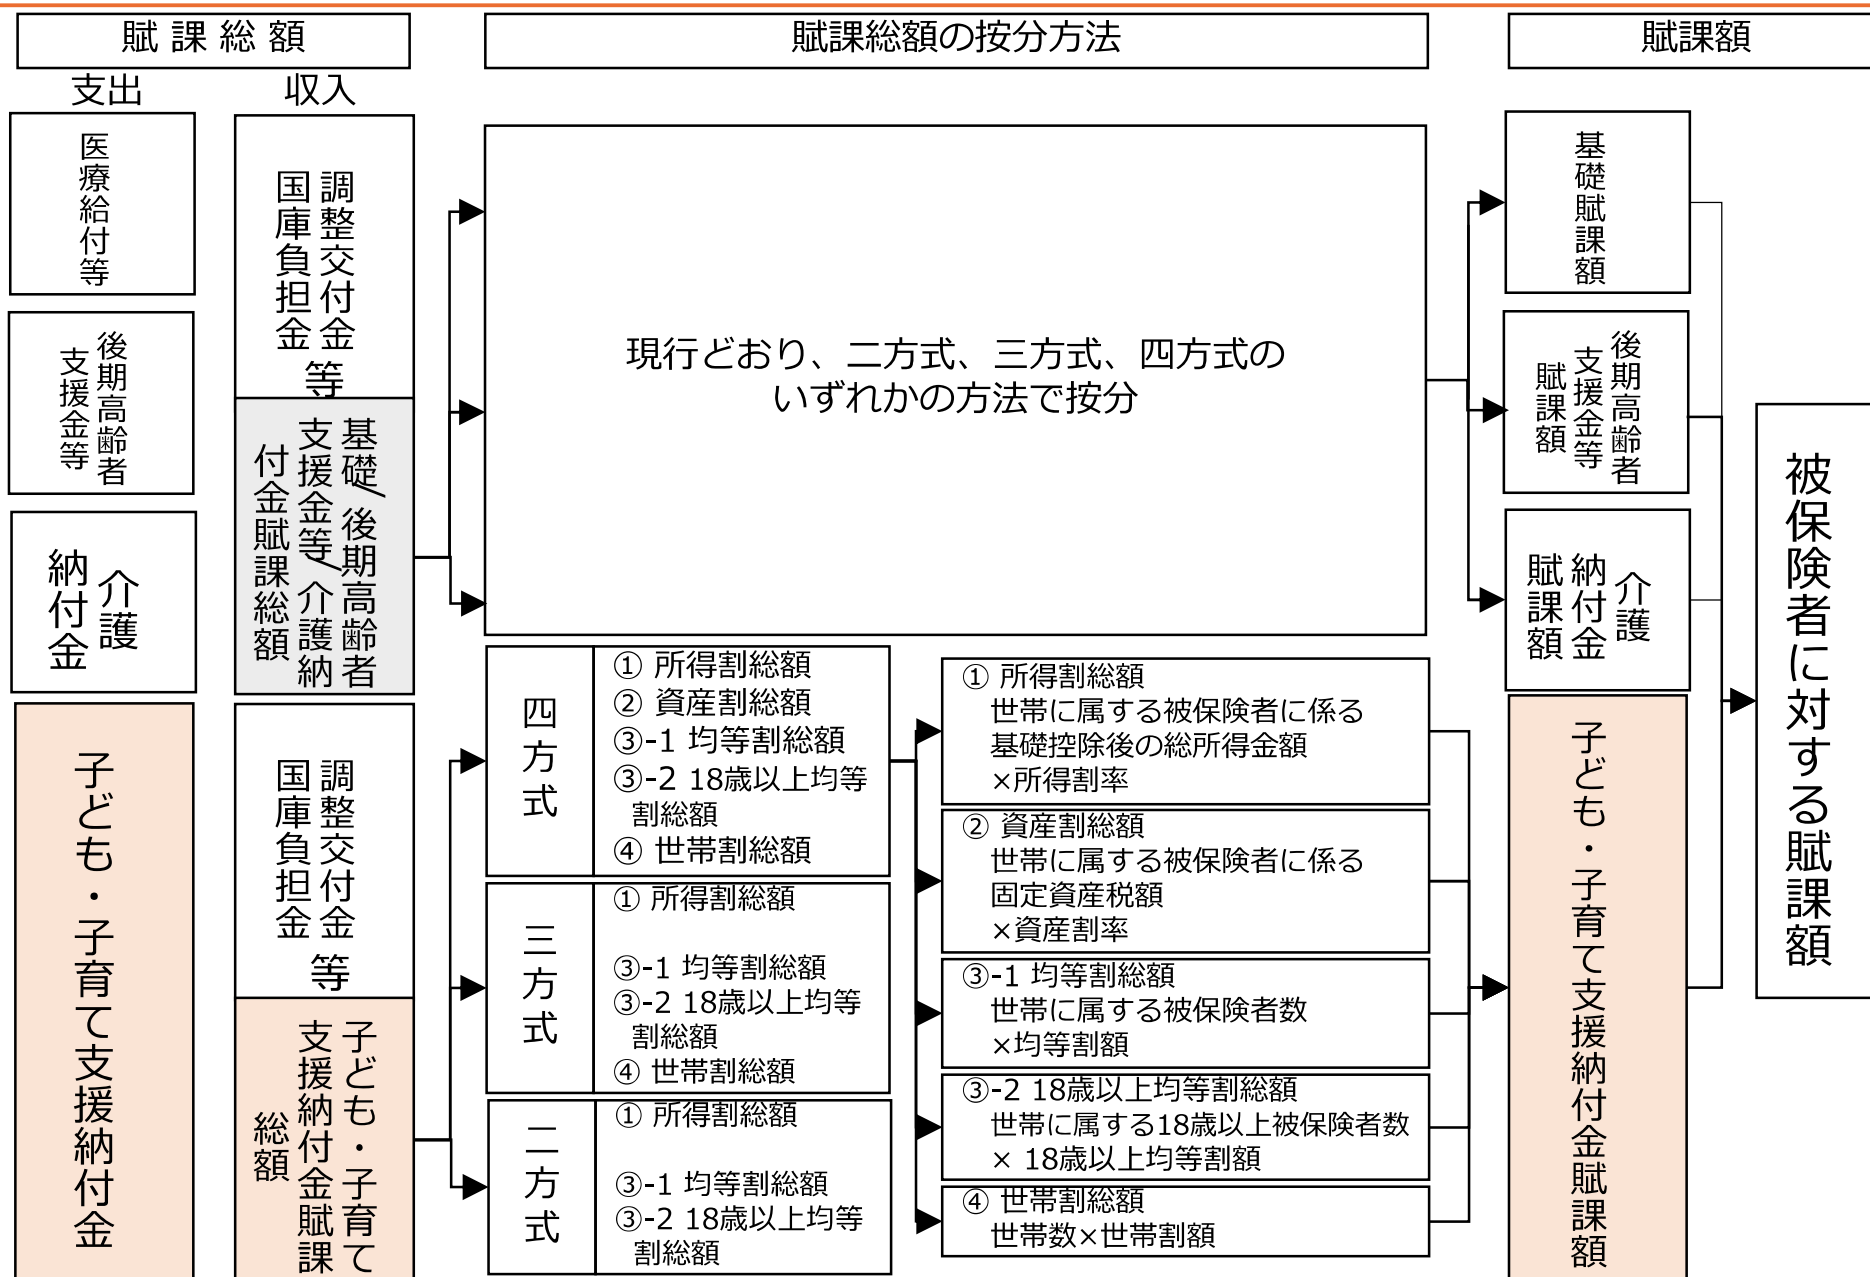 賦 課 総 額
賦課総額の按分方法
賦課額
支出
収入
医療給付等
後期高齢者
支援金等
介護
納付金
子ども・子育て支援納付金
調整交付金
国庫負担金
等
基礎/後期高齢者
支援金等/介護納
付金賦課総額
調整交付金
国庫負担金
等
子ども・子育て
支援納付金賦課
総額
現行どおり、二方式、三方式、四方式の
いずれかの方法で按分
四方式
① 所得割総額
② 資産割総額
③-1 均等割総額
③-2 18歳以上均等
割総額
④ 世帯割総額
三方式
① 所得割総額
③-1 均等割総額
③-2 18歳以上均等
割総額
④ 世帯割総額
二方式
① 所得割総額
③-1 均等割総額
③-2 18歳以上均等
割総額
① 所得割総額
世帯に属する被保険者に係る
基礎控除後の総所得金額
×所得割率
② 資産割総額
世帯に属する被保険者に係る
固定資産税額
×資産割率
③-1 均等割総額
世帯に属する被保険者数
×均等割額
③-2 18歳以上均等割総額
世帯に属する18歳以上被保険者数
× 18歳以上均等割額
④ 世帯割総額
世帯数×世帯割額
基礎賦課額
後期高齢者
支援金等
賦課額
介護
納付金
賦課額
子ども・子育て支援納付金賦課額
被保険者に対する賦課額